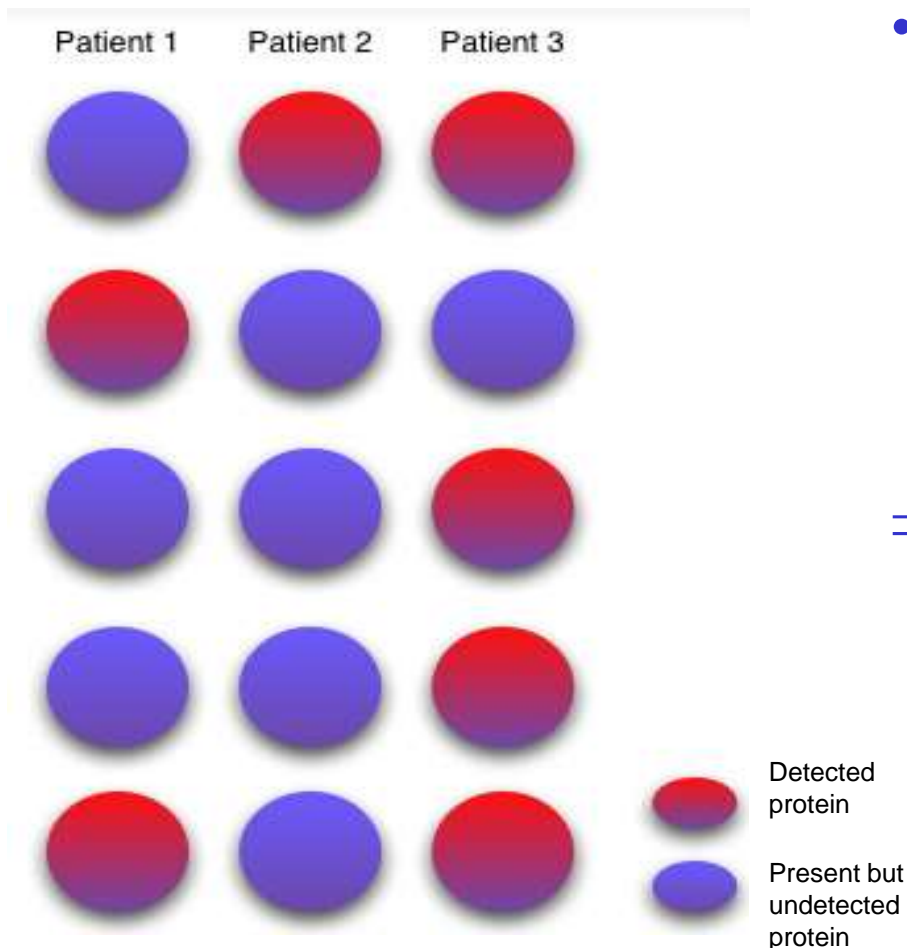 Patient 1 Patient 2 Patient 3
Detected
protein
Present but
undetected
protein